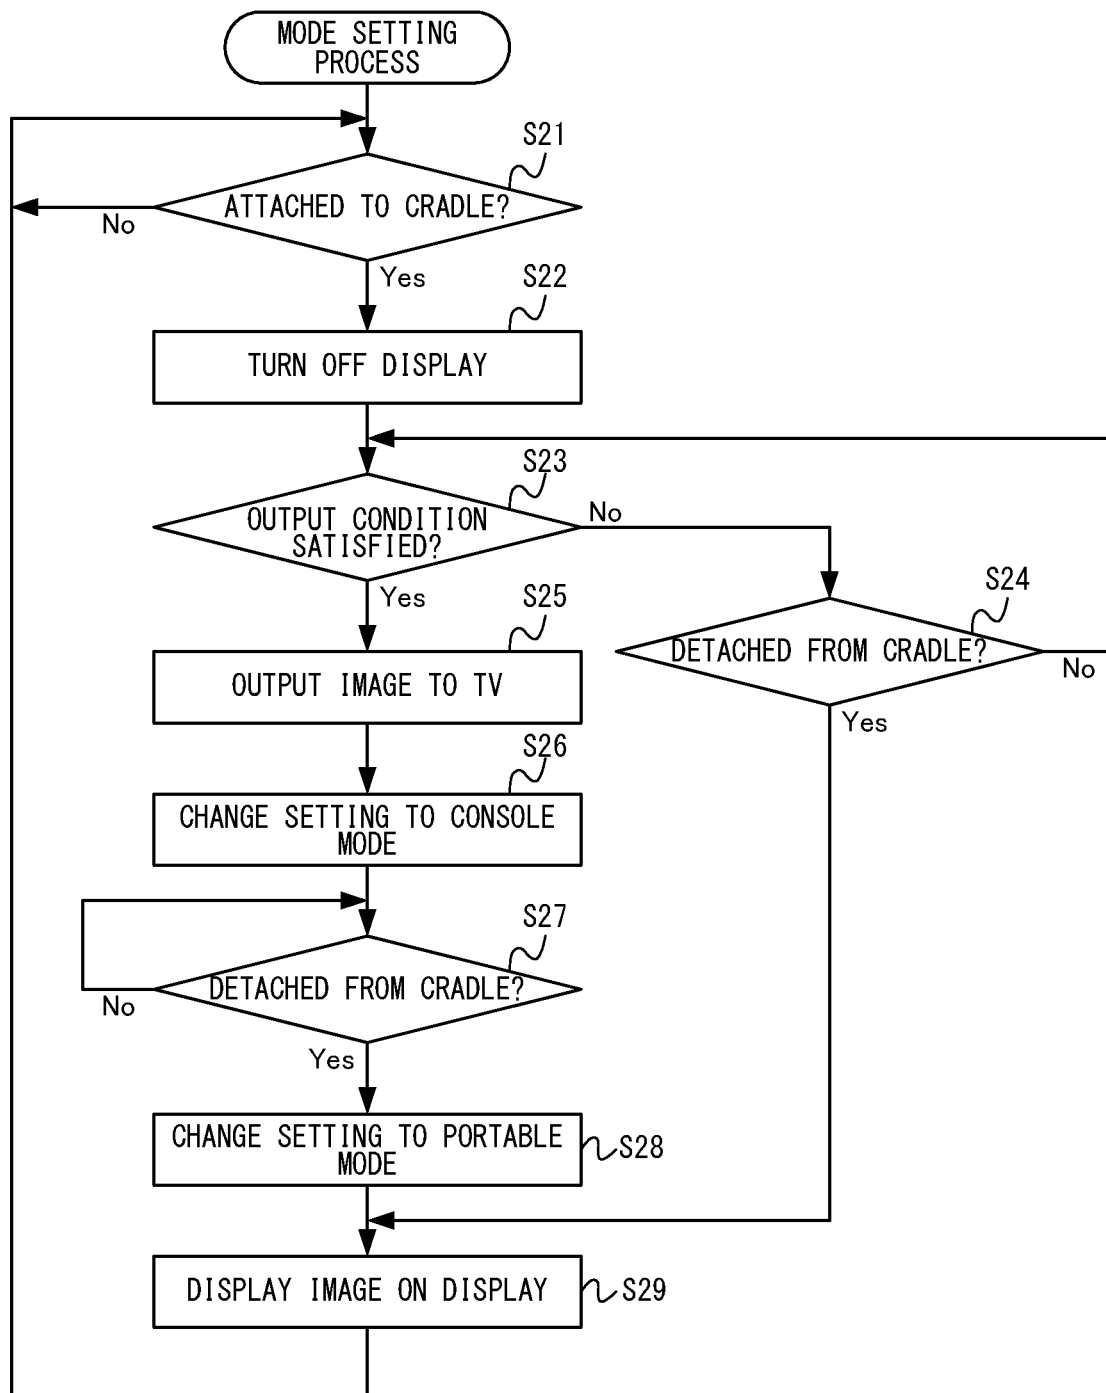 MODE SETTING
PROCESS
S21
ATTACHED TO CRADLE?
No
Yes
S22
TURN OFF DISPLAY
S23
OUTPUT CONDITION
SATISFIED?
No
Yes
S24
DETACHED FROM CRADLE?
No
Yes
S25
OUTPUT IMAGE TO TV
S26
CHANGE SETTING TO CONSOLE
MODE
S27
DETACHED FROM CRADLE?
No
Yes
CHANGE SETTING TO PORTABLE
MODE
S28
DISPLAY IMAGE ON DISPLAY
S29